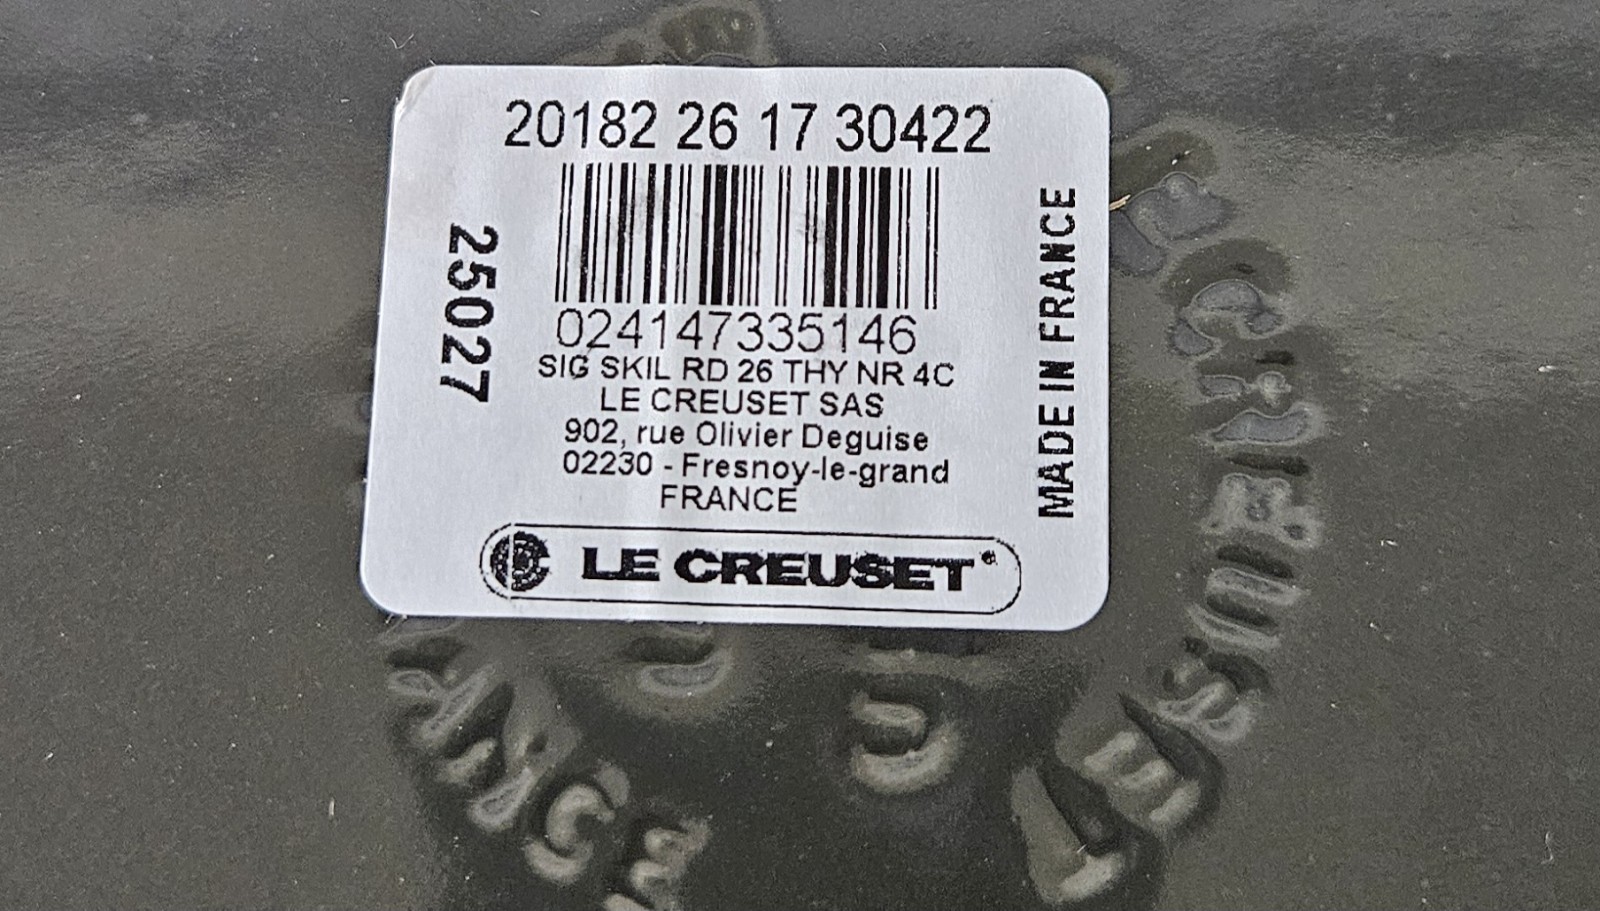 20182 26 17 30422
25027
024147335146
SIG SKIL RD 26 THY NR 4C
LE CREUSET SAS
902, rue Olivier Deguise
02230 - Fresnoy-le-grand
FRANCE
LE CREUSET
MADE IN FRANCE
CREUSET